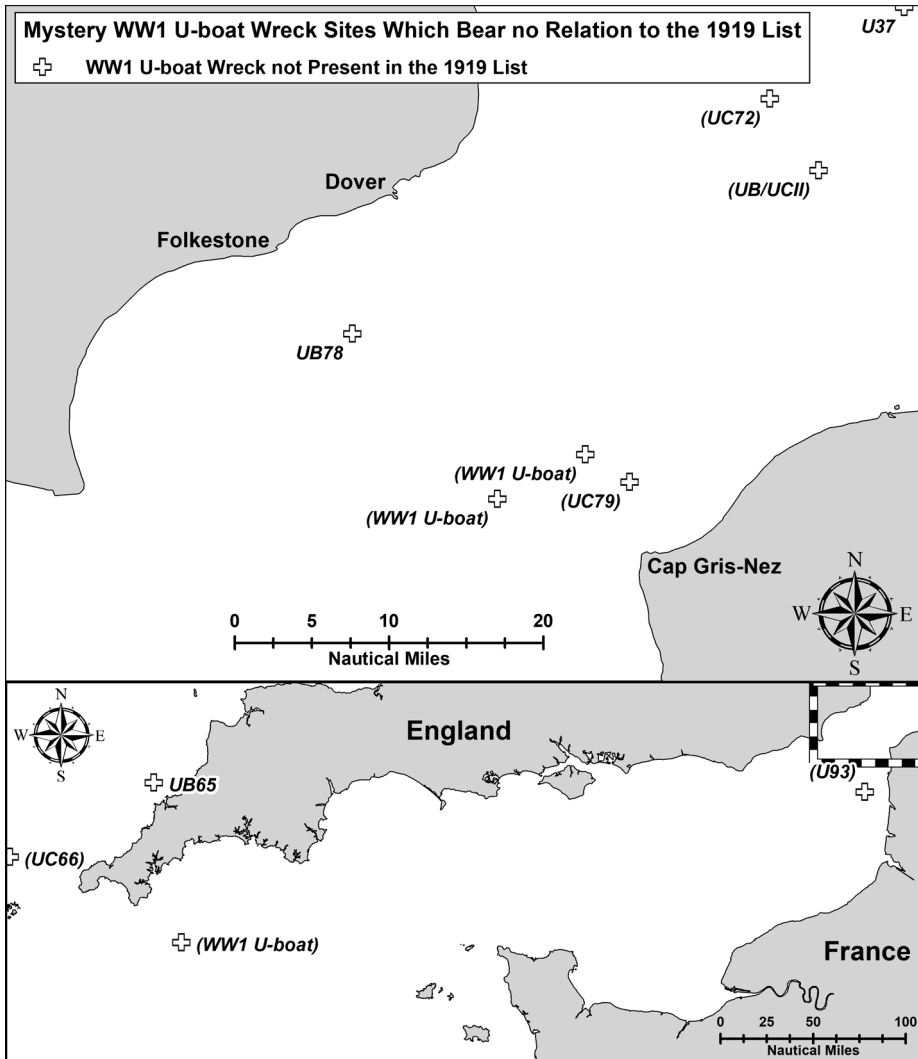 Mystery WW1 U-boat Wreck Sites Which Bear no Relation to the 1919 List
WW1 U-boat Wreck not Present in the 1919 List
U37
(UC72)
Dover
(UB/UCII)
Folkestone
UB78
(WW1 U-boat)
(UC79)
(WW1 U-boat)
Cap Gris-Nez
N
W E
S
0 5 10 20
Nautical Miles
N
W E
S
England
(U93)
UB65
(UC66)
(WW1 U-boat)
France
0 25 50 100
Nautical Miles